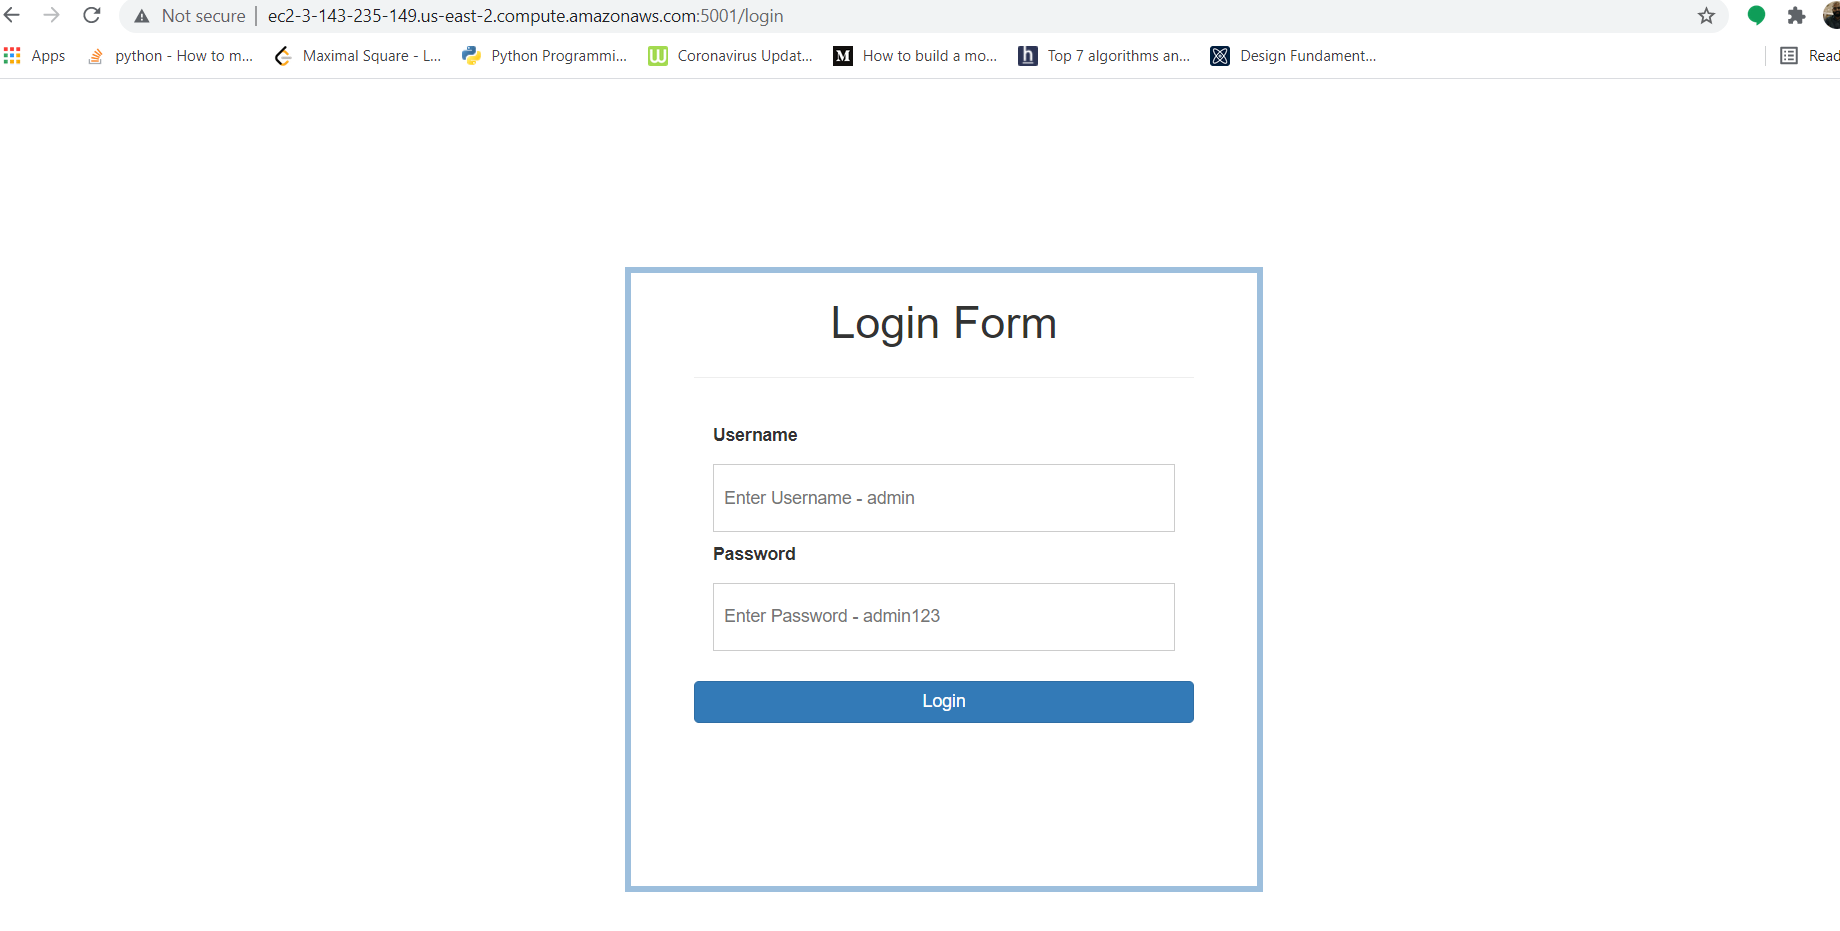 Not secure | ec2-3-143-235-149.us-east-2.compute.amazonaws.com:5001/login
Apps python - How to m... Maximal Square - L... Python Programmi... W Coronavirus Updat... M How to build a mo... h Top 7 algorithms an... Design Fundament... Read
Login Form
Username
Enter Username - admin
Password
Enter Password - admin123
Login